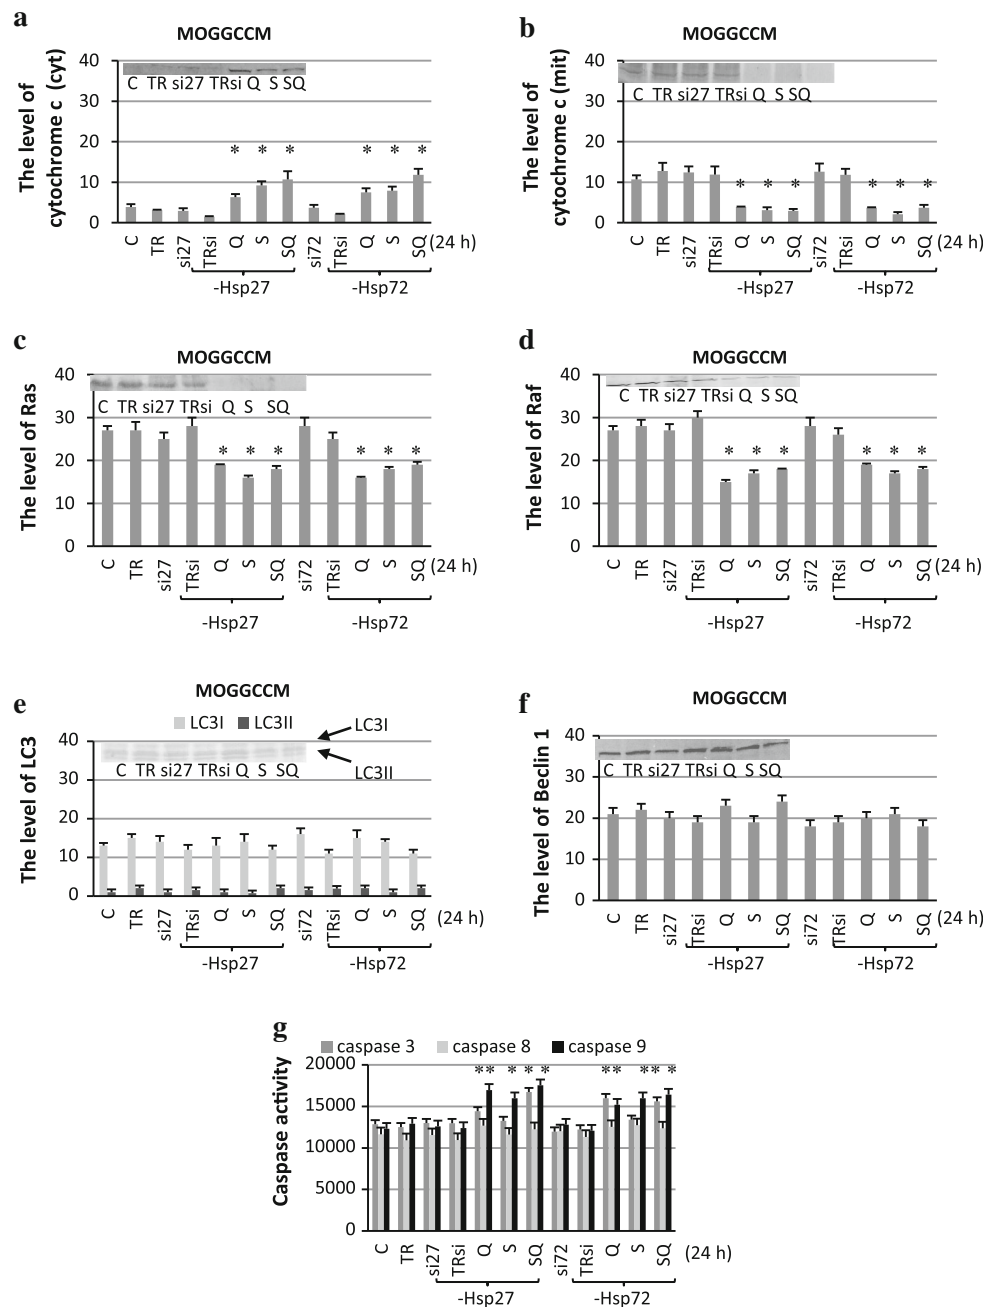 a
MOGGCCM
The level of
cytochrome c (cyt)
40
30
20
10
0
C TR si27 TRsi Q S SQ
* * * * * *
C TR si27 TRsi Q S SQ si72 TRsi Q S SQ (24 h)
-Hsp27 -Hsp72
b
MOGGCCM
The level of
cytochrome c (mit)
40
30
20
10
0
C TR si27 TRsi Q S SQ
* * * * * *
C TR si27 TRsi Q S SQ si72 TRsi Q S SQ (24 h)
-Hsp27 -Hsp72
c
MOGGCCM
The level of Ras
40
30
20
10
0
C TR si27 TRsi Q S SQ
* * * * * *
C TR si27 TRsi Q S SQ si72 TRsi Q S SQ (24 h)
-Hsp27 -Hsp72
d
MOGGCCM
The level of Raf
40
30
20
10
0
C TR si27 TRsi Q S SQ
* * * * * *
C TR si27 TRsi Q S SQ si72 TRsi Q S SQ (24 h)
-Hsp27 -Hsp72
e
MOGGCCM
LC3I LC3II
LC3I
LC3II
The level of LC3
40
30
20
10
0
C TR si27 TRsi Q S SQ
C TR si27 TRsi Q S SQ si72 TRsi Q S SQ (24 h)
-Hsp27 -Hsp72
f
MOGGCCM
The level of Beclin 1
40
30
20
10
0
C TR si27 TRsi Q S SQ
C TR si27 TRsi Q S SQ si72 TRsi Q S SQ (24 h)
-Hsp27 -Hsp72
g
caspase 3 caspase 8 caspase 9
Caspase activity
20000
15000
10000
5000
0
** * * * ** ** *
C TR si27 TRsi Q S SQ si72 TRsi Q S SQ (24 h)
-Hsp27 -Hsp72